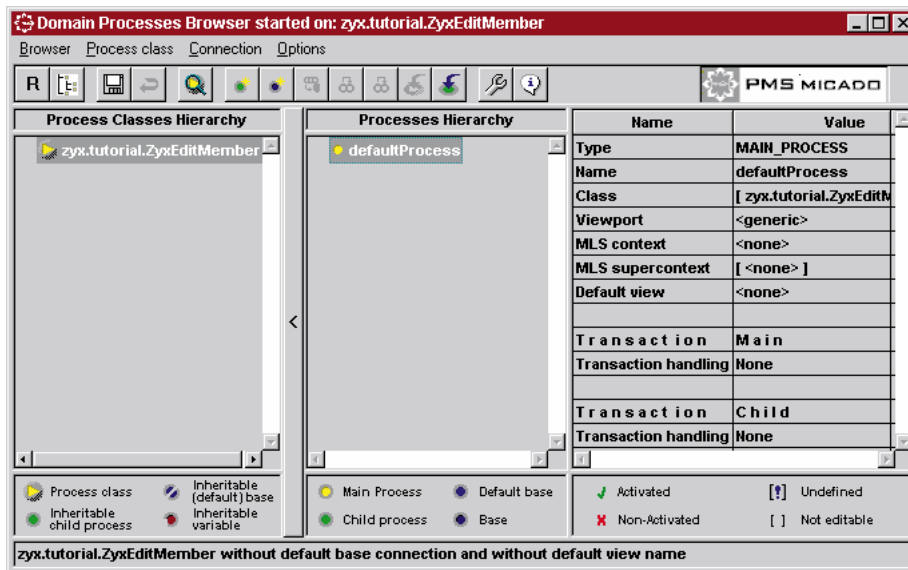 Domain Processes Browser started on: zyx.tutorial.ZyxEditMember
Browser Process class Connection Options
R
PMS MICADO
Process Classes Hierarchy
zyx.tutorial.ZyxEditMember
<
Processes Hierarchy
defaultProcess
Name Value
Type MAIN_PROCESS
Name defaultProcess
Class [ zyx.tutorial.ZyxEditM
Viewport <generic>
MLS context <none>
MLS supercontext [ <none> ]
Default view <none>
Transaction Main
Transaction handling None
Transaction Child
Transaction handling None
Process class
Inheritable (default) base
Inheritable child process
Inheritable variable
Main Process Default base
Child process Base
Activated [!] Undefined
Non-Activated [ ] Not editable
zyx.tutorial.ZyxEditMember without default base connection and without default view name